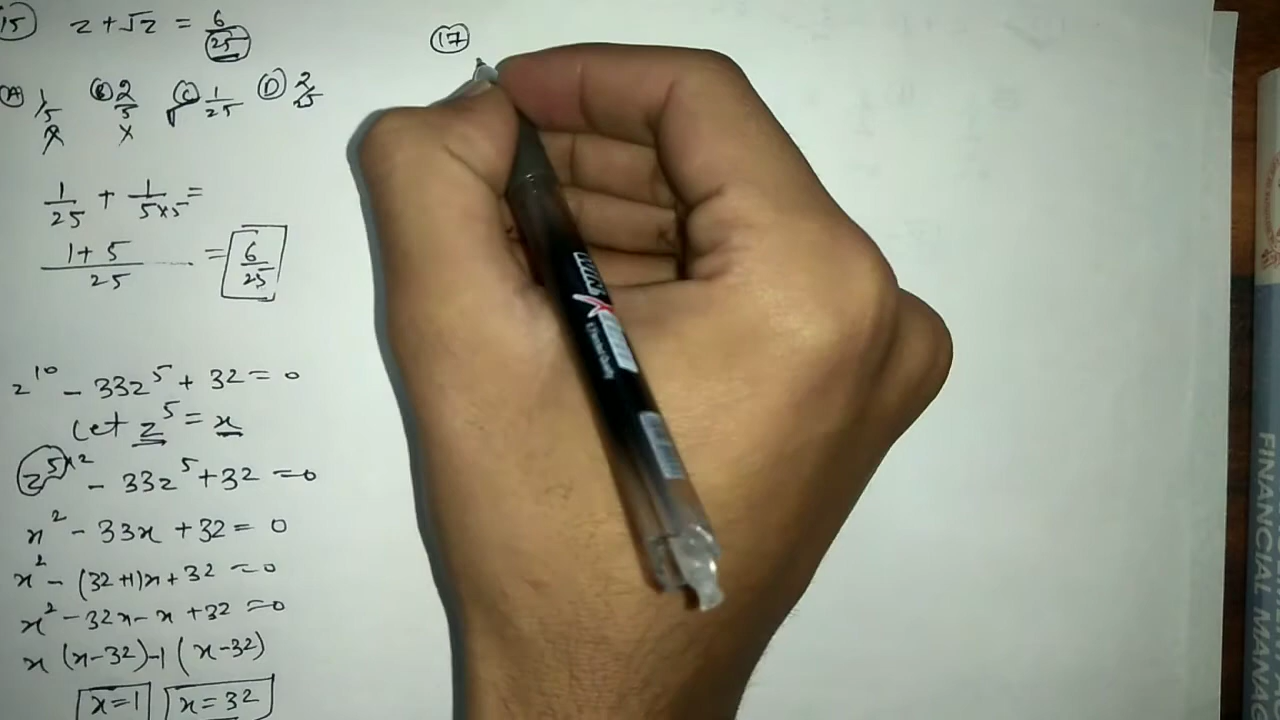 15 z + √z = 6/25
A 1/5 B 2/5 C 1/25 D 2/25
1/25 + 1/5×5 =
1+5/25 = 6/25
z^10 - 33z^5 + 32 = 0
Let z^5 = x
z^5×2 - 33z^5 + 32 = 0
x^2 - 33x + 32 = 0
x^2 - (32+1)x + 32 = 0
x^2 - 32x - x + 32 = 0
x (x-32) -1 (x-32)
x=1 x=32
17
FINANCIAL MANAG